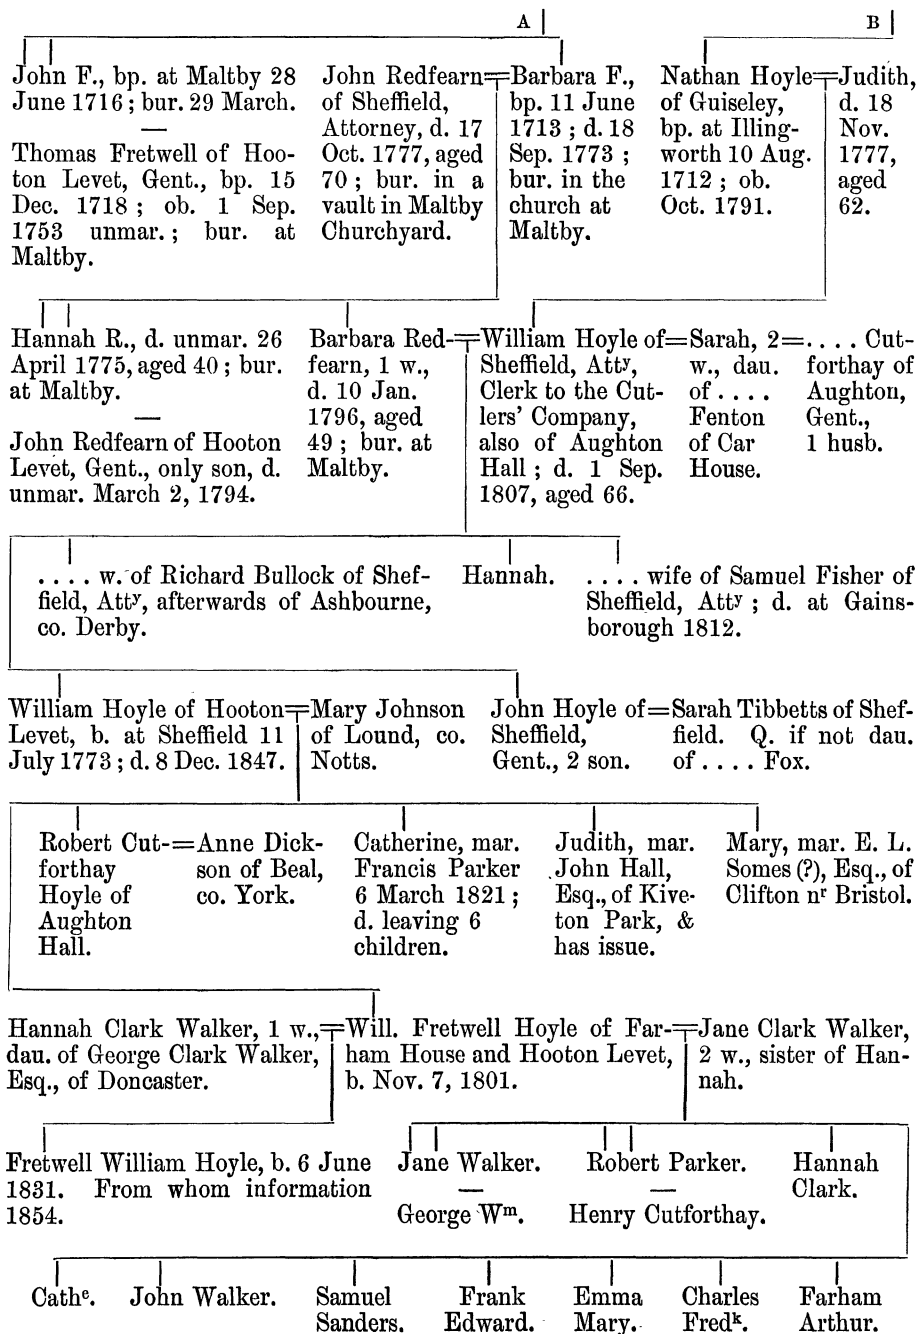 A
B
John F., bp. at Maltby 28
June 1716; bur. 29 March.
—
Thomas Fretwell of Hoo-
ton Levet, Gent., bp. 15
Dec. 1718; ob. 1 Sep.
1753 unmar.; bur. at
Maltby.
John Redfearn=
of Sheffield,
Attorney, d. 17
Oct. 1777, aged
70; bur. in a
vault in Maltby
Churchyard.
Barbara F.,
bp. 11 June
1713; d. 18
Sep. 1773;
bur. in the
church at
Maltby.
Nathan Hoyle=
of Guiseley,
bp. at Illing-
worth 10 Aug.
1712; ob.
Oct. 1791.
Judith,
d. 18
Nov.
1777,
aged
62.
Hannah R., d. unmar. 26
April 1775, aged 40; bur.
at Maltby.
—
John Redfearn of Hooton
Levet, Gent., only son, d.
unmar. March 2, 1794.
Barbara Red-=
fearn, 1 w.,
d. 10 Jan.
1796, aged
49; bur. at
Maltby.
William Hoyle of=
Sheffield, Attʸ,
Clerk to the Cut-
lers' Company,
also of Aughton
Hall; d. 1 Sep.
1807, aged 66.
Sarah, 2=
w., dau.
of . . . .
Fenton
of Car
House.
. . . . Cut-
forthay of
Aughton,
Gent.,
1 husb.
. . . . w. of Richard Bullock of Shef-
field, Attʸ, afterwards of Ashbourne,
co. Derby.
Hannah.
. . . . wife of Samuel Fisher of
Sheffield, Attʸ; d. at Gains-
borough 1812.
William Hoyle of Hooton=
Levet, b. at Sheffield 11
July 1773; d. 8 Dec. 1847.
Mary Johnson
of Lound, co.
Notts.
John Hoyle of=
Sheffield,
Gent., 2 son.
Sarah Tibbetts of Shef-
field. Q. if not dau.
of . . . . Fox.
Robert Cut-=
forthay
Hoyle of
Aughton
Hall.
Anne Dick-
son of Beal,
co. York.
Catherine, mar.
Francis Parker
6 March 1821;
d. leaving 6
children.
Judith, mar.
John Hall,
Esq., of Kive-
ton Park, &
has issue.
Mary, mar. E. L.
Somes (?), Esq., of
Clifton nʳ Bristol.
Hannah Clark Walker, 1 w.,=
dau. of George Clark Walker,
Esq., of Doncaster.
Will. Fretwell Hoyle of Far-=
ham House and Hooton Levet,
b. Nov. 7, 1801.
Jane Clark Walker,
2 w., sister of Han-
nah.
Fretwell William Hoyle, b. 6 June
1831. From whom information
1854.
Jane Walker.
—
George Wᵐ.
Robert Parker.
—
Henry Cutforthay.
Hannah
Clark.
Cathᵉ.
John Walker.
Samuel
Sanders.
Frank
Edward.
Emma
Mary.
Charles
Fredᵏ.
Farham
Arthur.